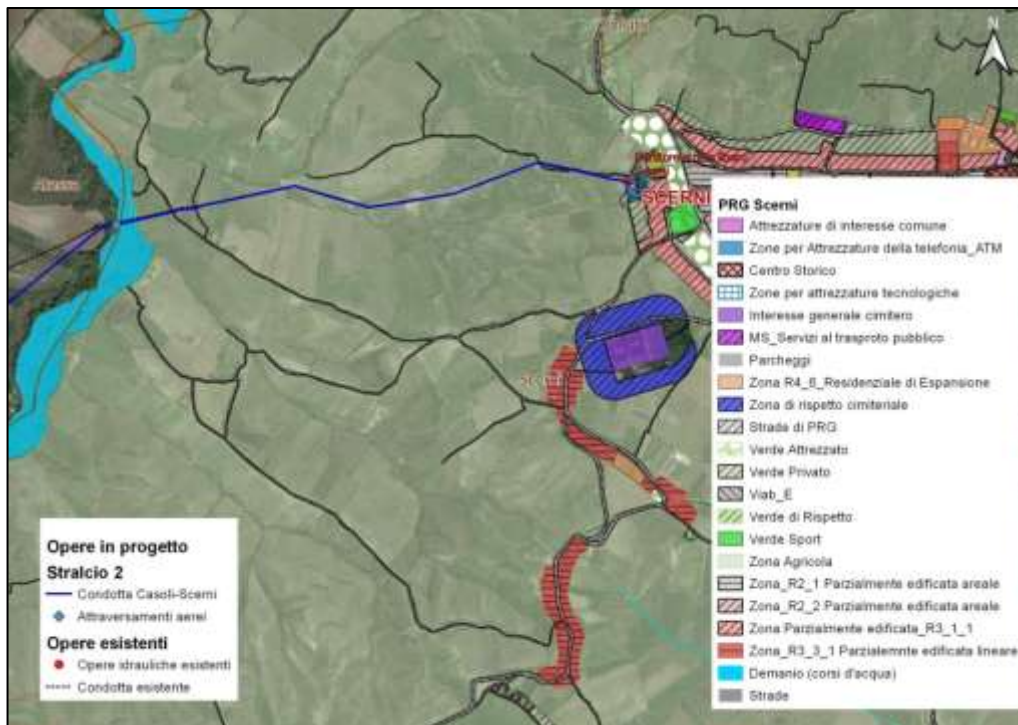 N
Atessa
SCERNI
PRG Scerni
Attrezzature di interesse comune
Zone per Attrezzature della telefonia_ATM
Centro Storico
Zone per attrezzature tecnologiche
Interesse generale cimitero
MS_Servizi al trasproto pubblico
Parcheggi
Zona R4_6_Residenziale di Espansione
Zona di rispetto cimiteriale
Strade di PRG
Verde Attrezzato
Verde Privato
Viab_E
Verde di Rispetto
Verde Sport
Zona Agricola
Zona_R2_1 Parzialmente edificata areale
Zona_R2_2 Parzialmente edificata areale
Zona Parzialmente edificata_R3_1_1
Zona_R3_3_1 Parzialemnte edificata lineare
Demanio (corsi d'acqua)
Strade
Opere in progetto
Stralcio 2
Condotta Casoli-Scerni
Attraversamenti aerei
Opere esistenti
Opere idrauliche esistenti
Condotta esistente